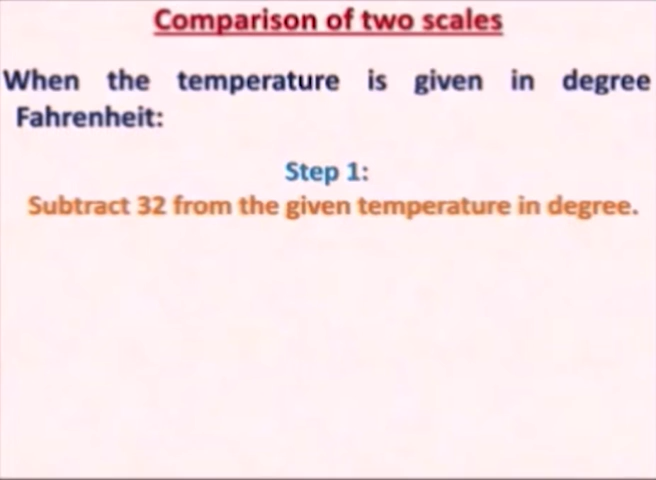 Comparison of two scales
When the temperature is given in degree
Fahrenheit:
Step 1:
Subtract 32 from the given temperature in degree.